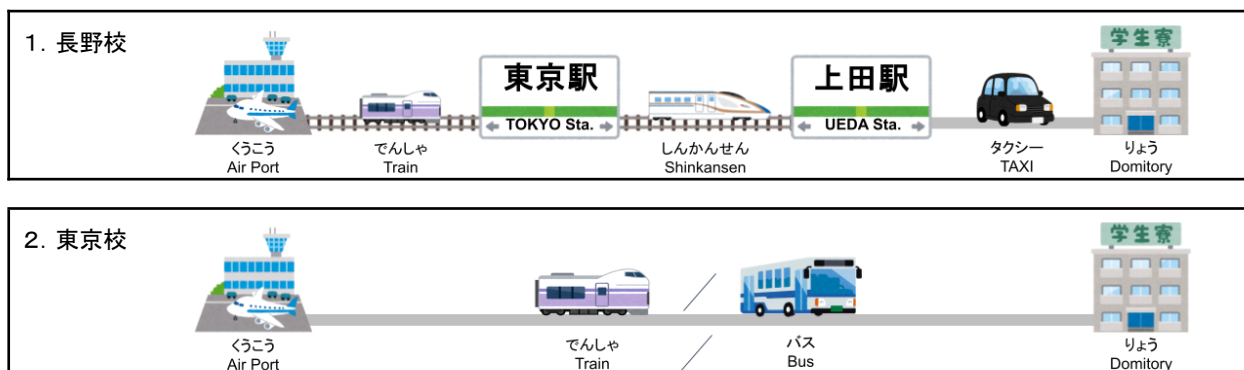 1. 長野校
学生寮
東京駅
TOKYO Sta.
上田駅
UEDA Sta.
くうこう
Air Port
でんしゃ
Train
しんかんせん
Shinkansen
タクシー
TAXI
りょう
Domitory
2. 東京校
学生寮
くうこう
Air Port
でんしゃ
Train
バス
Bus
りょう
Domitory